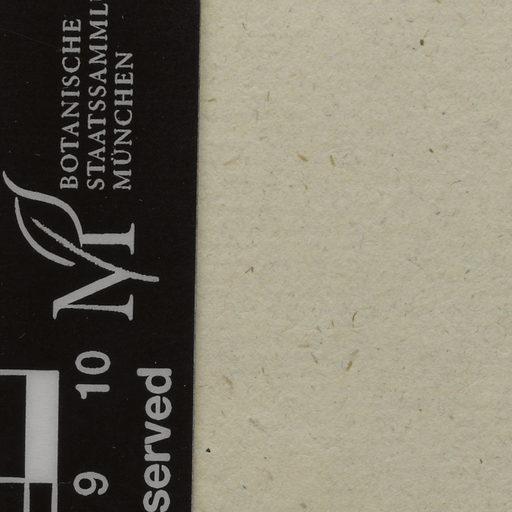 BOTANISCHE
STAATSSAMML
MÜNCHEN
9 10
served